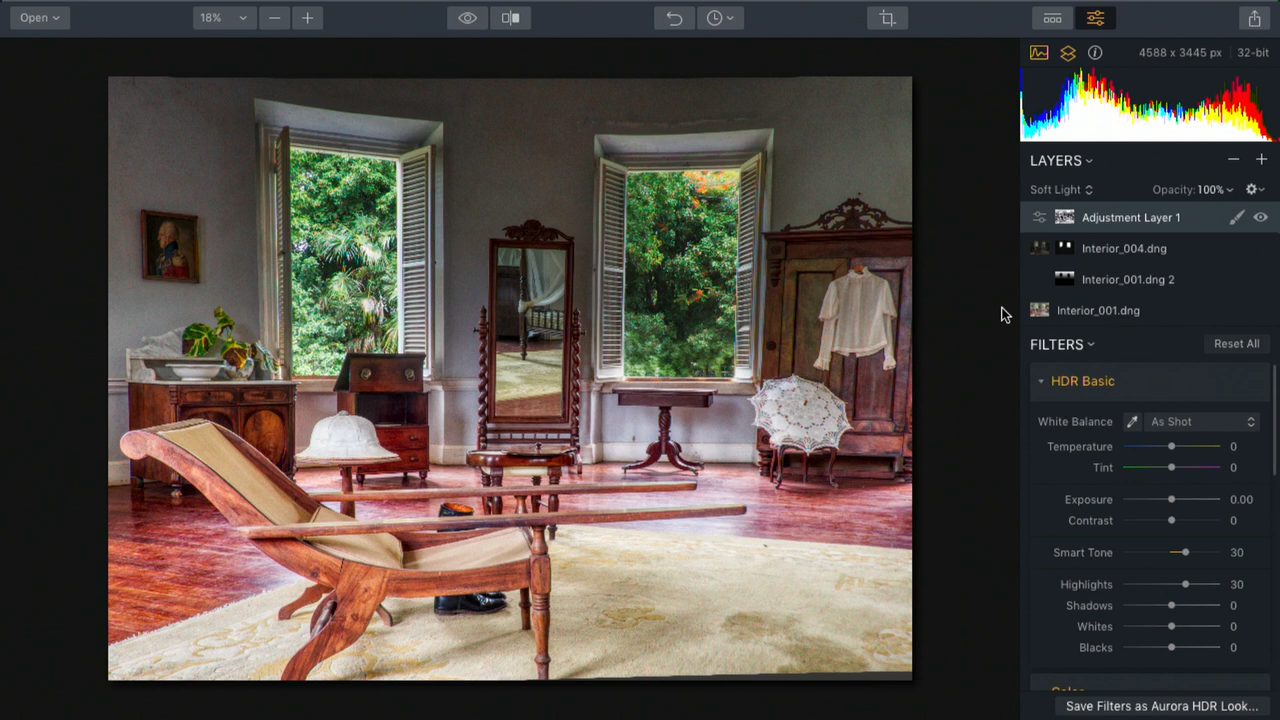 Open
18%
4588 x 3445 px 32-bit
LAYERS
Soft Light Opacity: 100%
Adjustment Layer 1
Interior_004.dng
Interior_001.dng 2
Interior_001.dng
FILTERS Reset All
HDR Basic
White Balance As Shot
Temperature 0
Tint 0
Exposure 0.00
Contrast 0
Smart Tone 30
Highlights 30
Shadows 0
Whites 0
Blacks 0
Color
Save Filters as Aurora HDR Look...